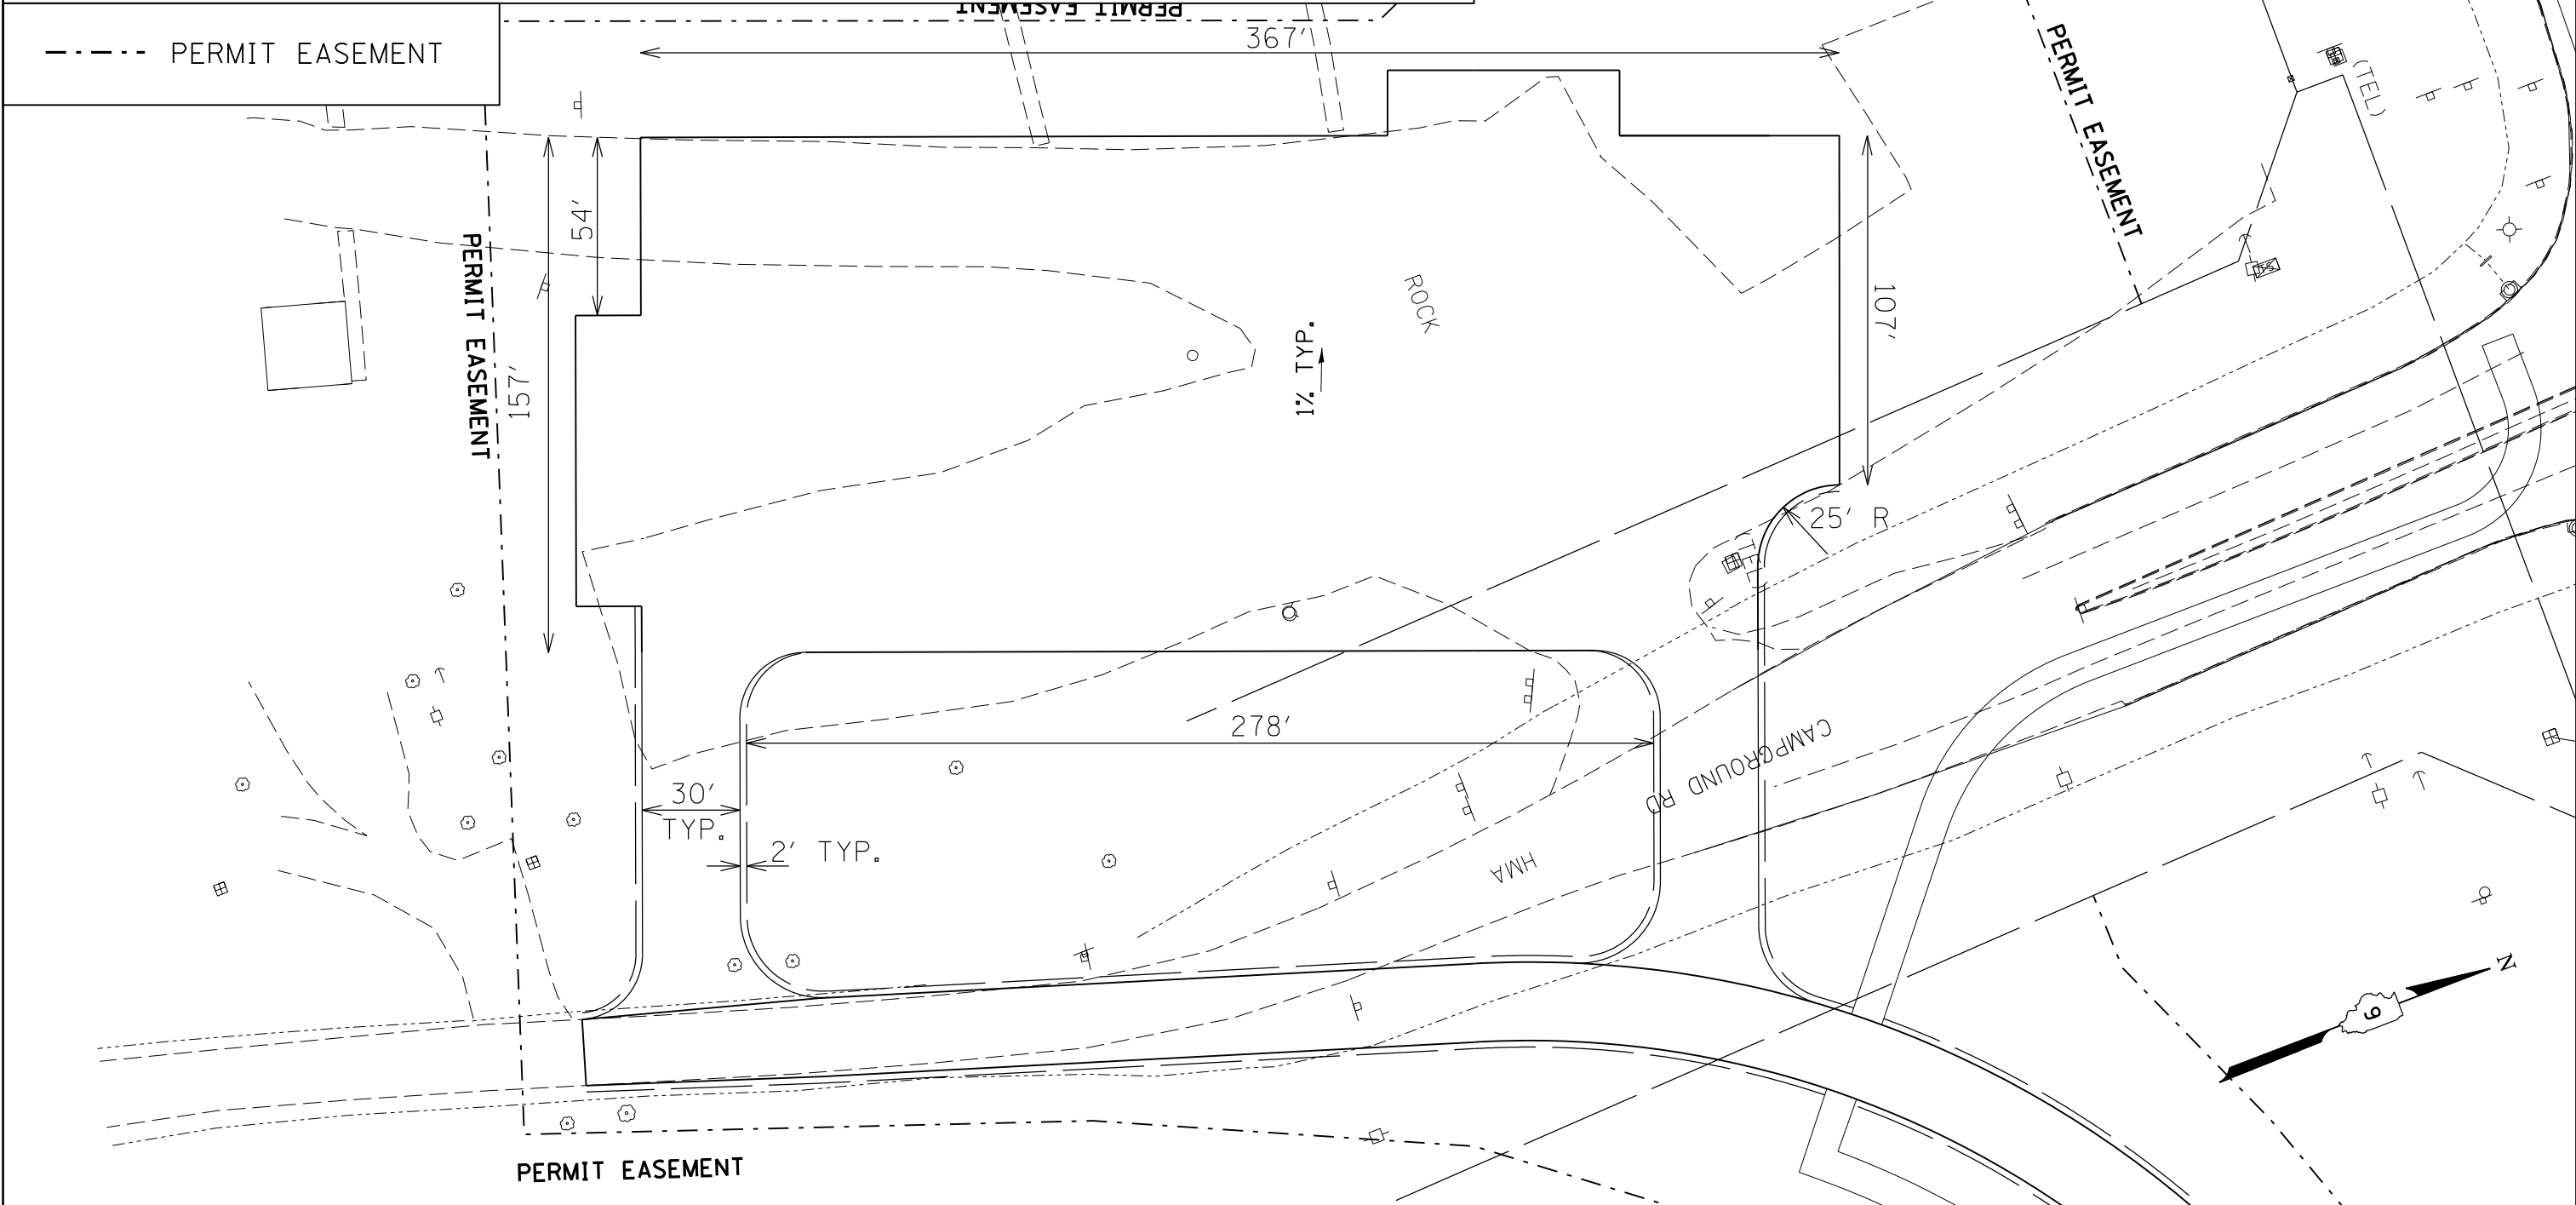 PERMIT EASEMENT
PERMIT EASEMENT
367'
PERMIT EASEMENT
(TEL)
54'
PERMIT EASEMENT
157'
ROCK
1% TYP.
107'
25' R
278'
CAMPGROUND RD
30'
TYP.
2' TYP.
HMA
N
9
PERMIT EASEMENT